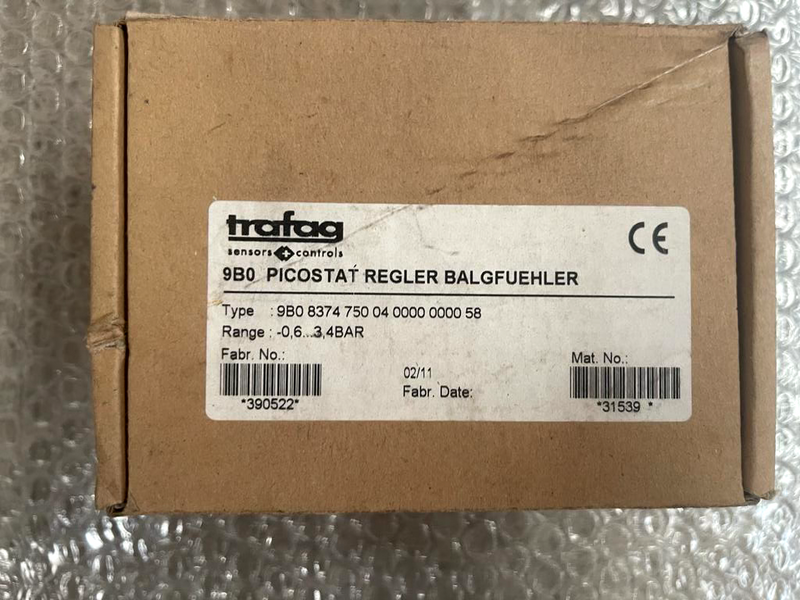 trafag
sensors controls
CE
9B0 PICOSTAT REGLER BALGFUEHLER
Type : 9B0 8374 750 04 0000 0000 58
Range : -0,6...3,4BAR
Fabr. No.:
*390522*
02/11
Fabr. Date:
Mat. No.:
*31539 *